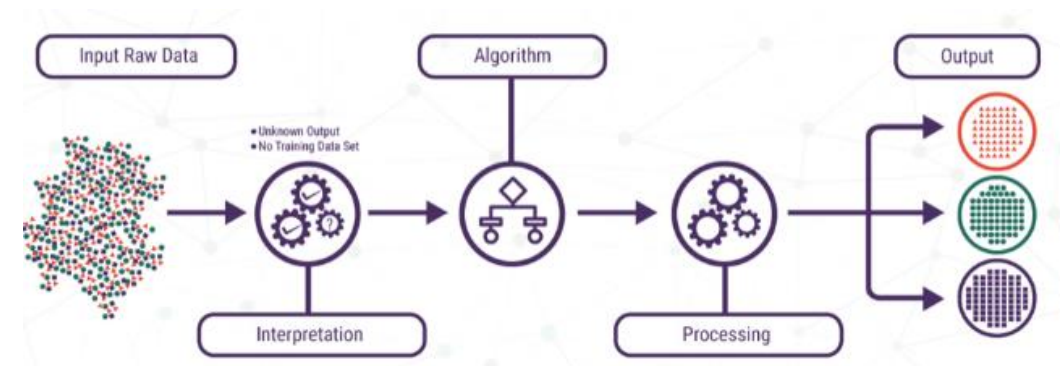 Input Raw Data
Algorithm
Output
• Unknown Output
• No Training Data Set
?
Interpretation
Processing